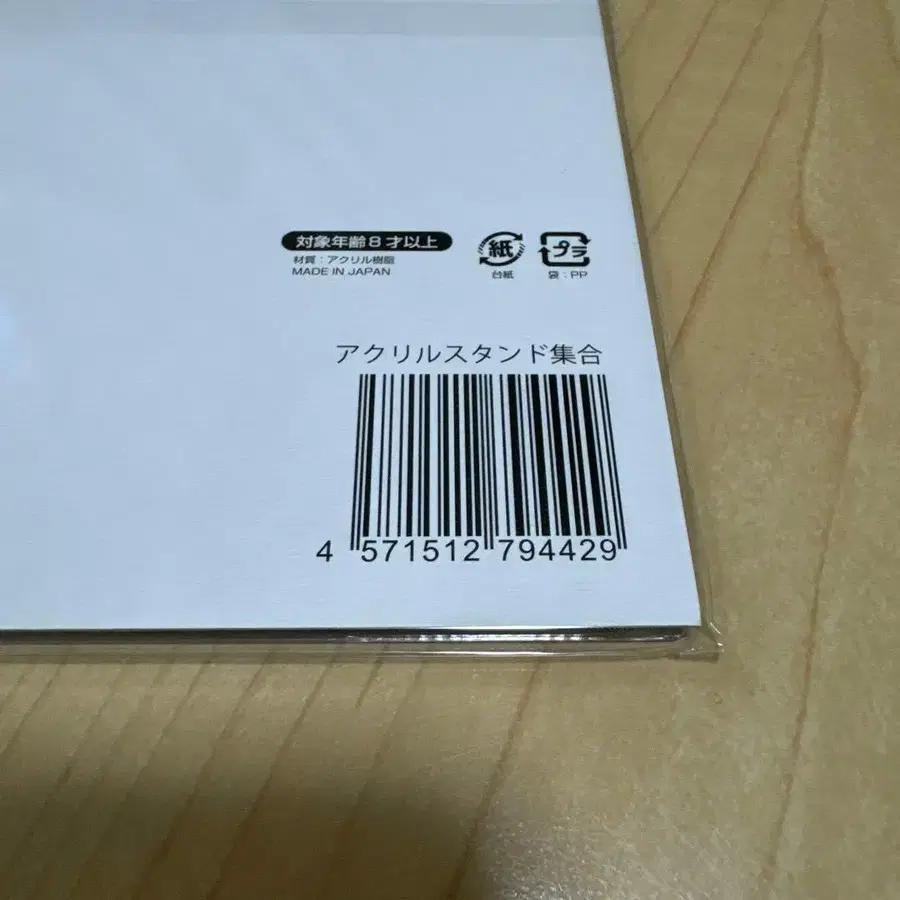 対象年齢8才以上
材質：アクリル樹脂
MADE IN JAPAN
紙
台紙
プラ
袋：PP
アクリルスタンド集合
4 571512 794429